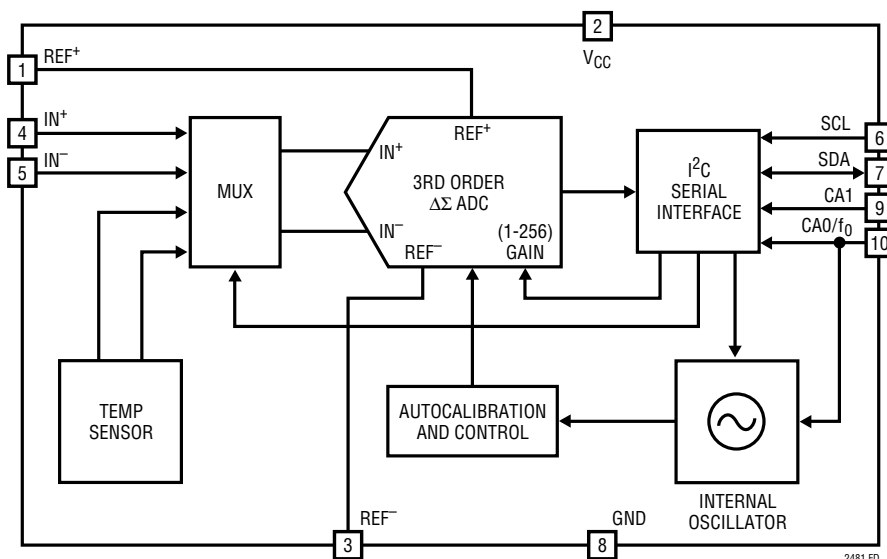 2
V_CC
1
REF⁺
4
IN⁺
5
IN⁻
MUX
REF⁺
IN⁺
3RD ORDER
ΔΣ ADC
IN⁻
REF⁻
(1-256)
GAIN
I²C
SERIAL
INTERFACE
SCL
6
SDA
7
CA1
9
CA0/f₀
10
TEMP
SENSOR
AUTOCALIBRATION
AND CONTROL
INTERNAL
OSCILLATOR
3
REF⁻
8
GND
2481 FD